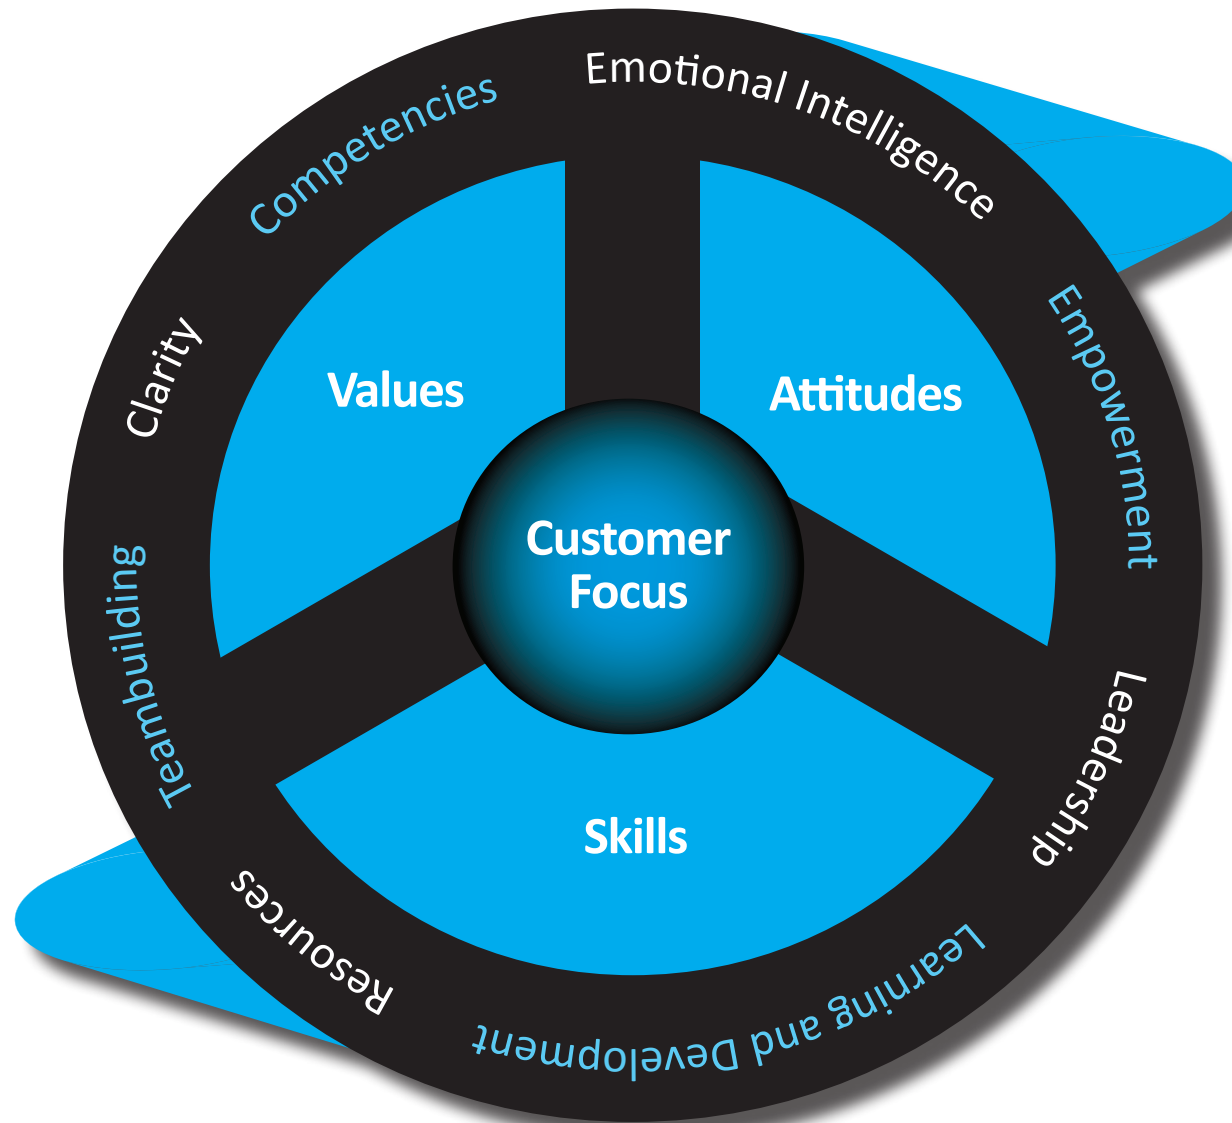 Emotional Intelligence
Empowerment
Leadership
Learning and Development
Resources
Teambuilding
Clarity
Competencies
Values
Attitudes
Customer
Focus
Skills